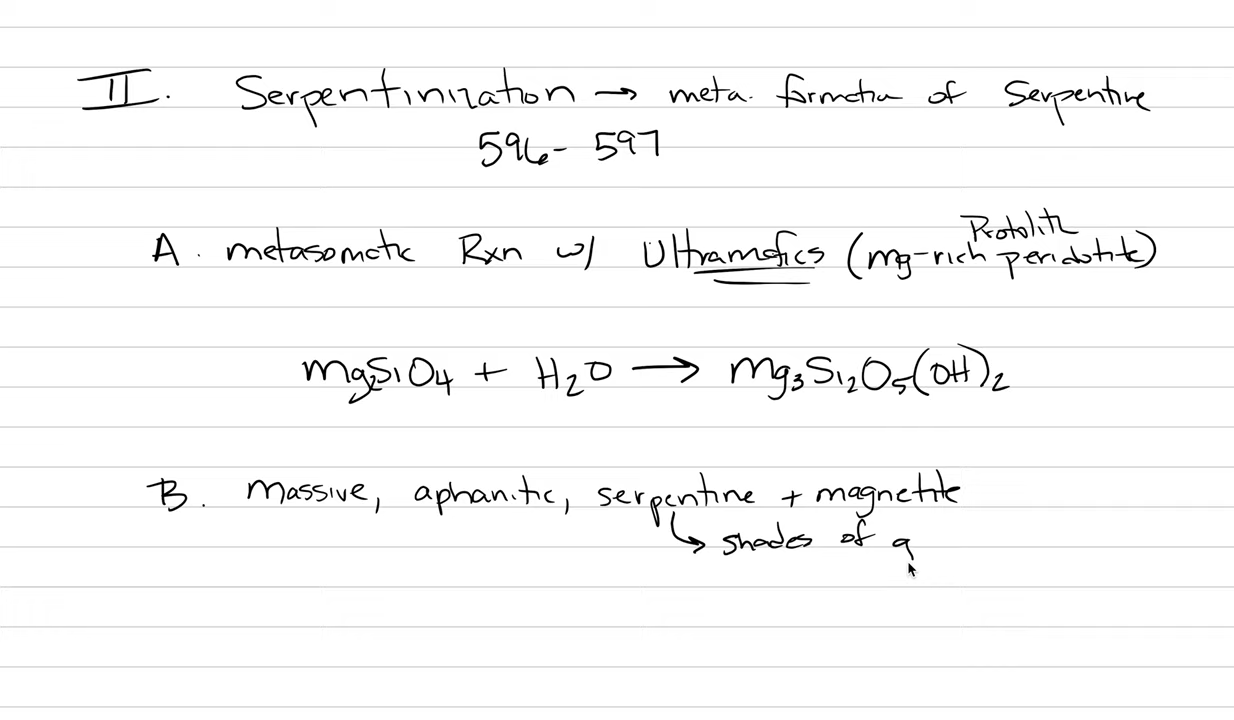 II. Serpentinization → meta. formation of Serpentine
596- 597
Protolith
A. metasomatic Rxn w/ Ultramafics (mg-rich peridotite)
Mg₂SiO₄ + H₂O → Mg₃Si₂O₅(OH)₂
B. Massive, aphanitic, serpentine + magnetite
↳ shades of g